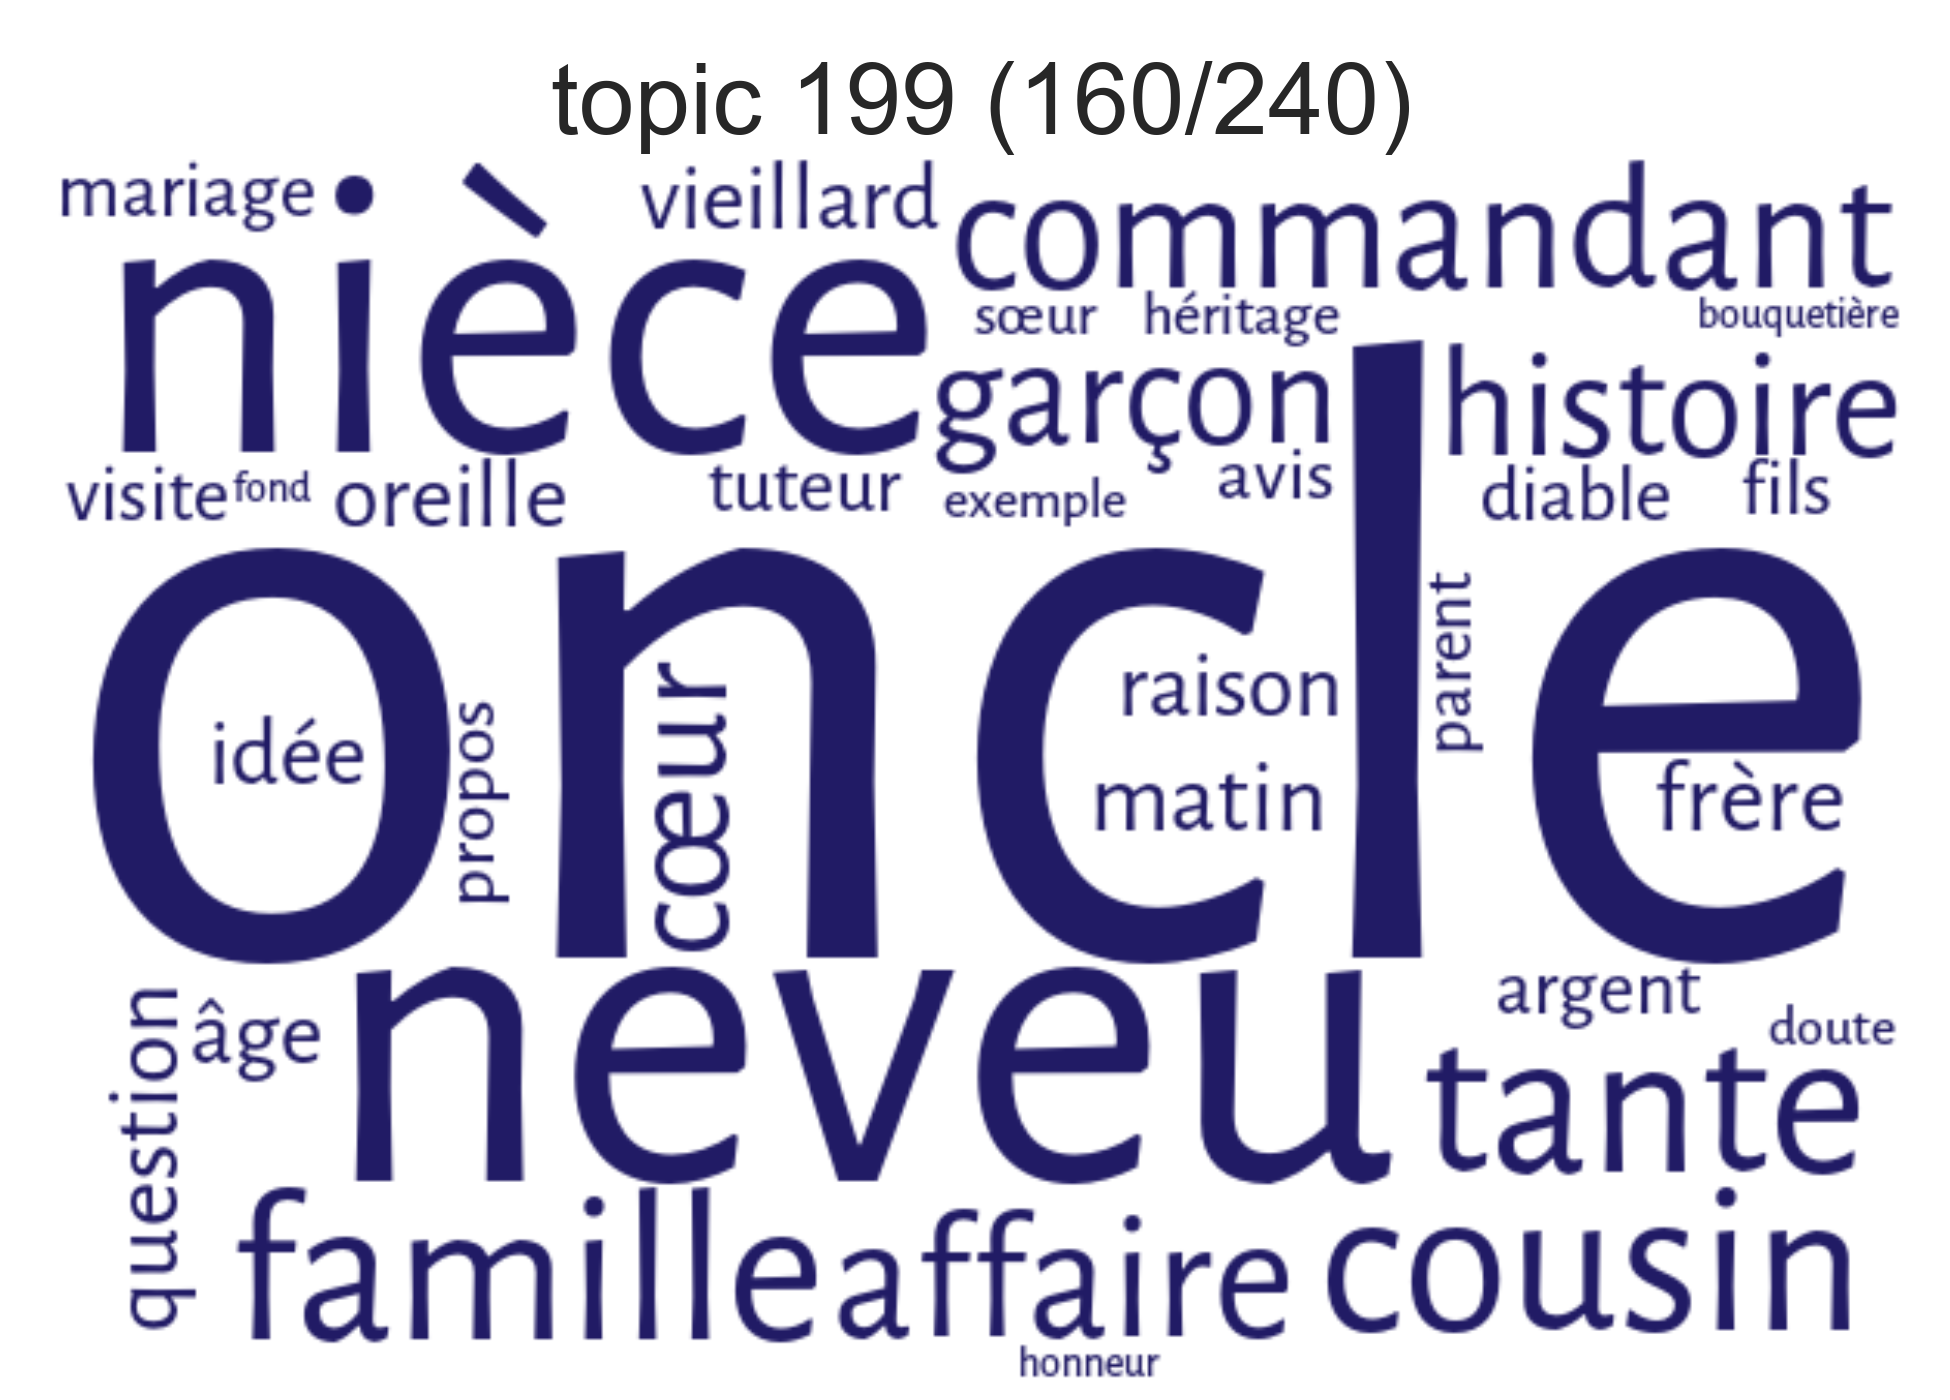 topic 199 (160/240)
mariage
vieillard
commandant
nièce
sœur
héritage
bouquetière
garçon
histoire
visite
fond
oreille
tuteur
exemple
avis
diable
fils
oncle
idée
propos
cœur
raison
matin
parent
frère
question
âge
neveu
argent
doute
tante
famille
affaire
cousin
honneur